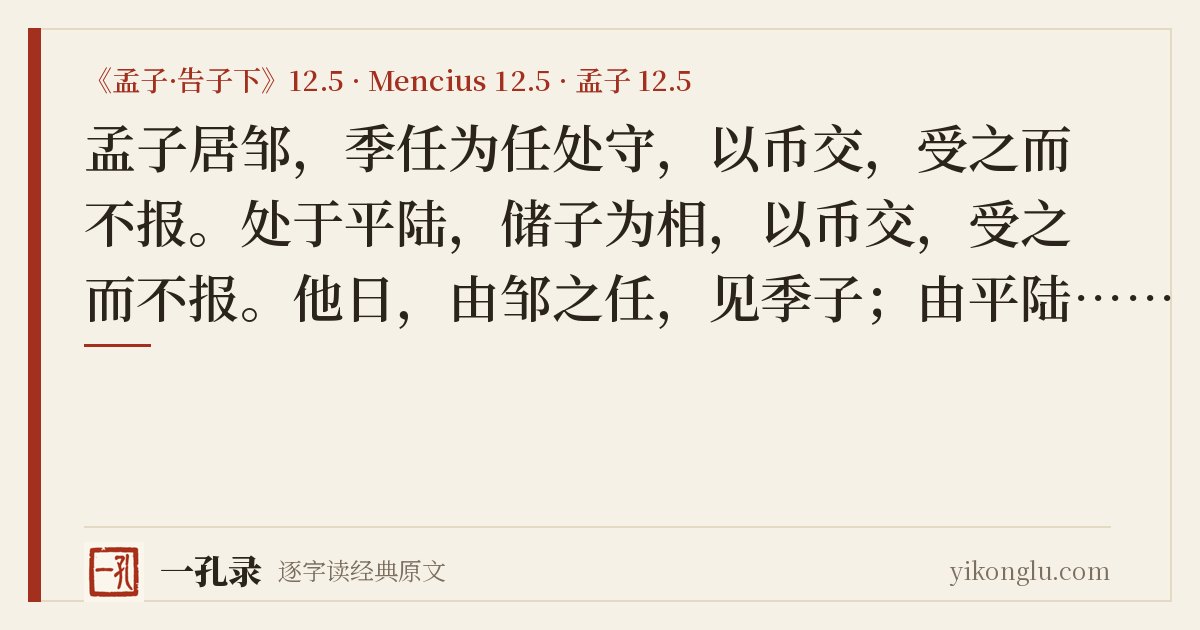 《孟子·告子下》12.5 · Mencius 12.5 · 孟子 12.5
孟子居邹，季任为任处守，以币交，受之而
不报。处于平陆，储子为相，以币交，受之
而不报。他日，由邹之任，见季子；由平陆……
一孔
一孔录 逐字读经典原文 yikonglu.com